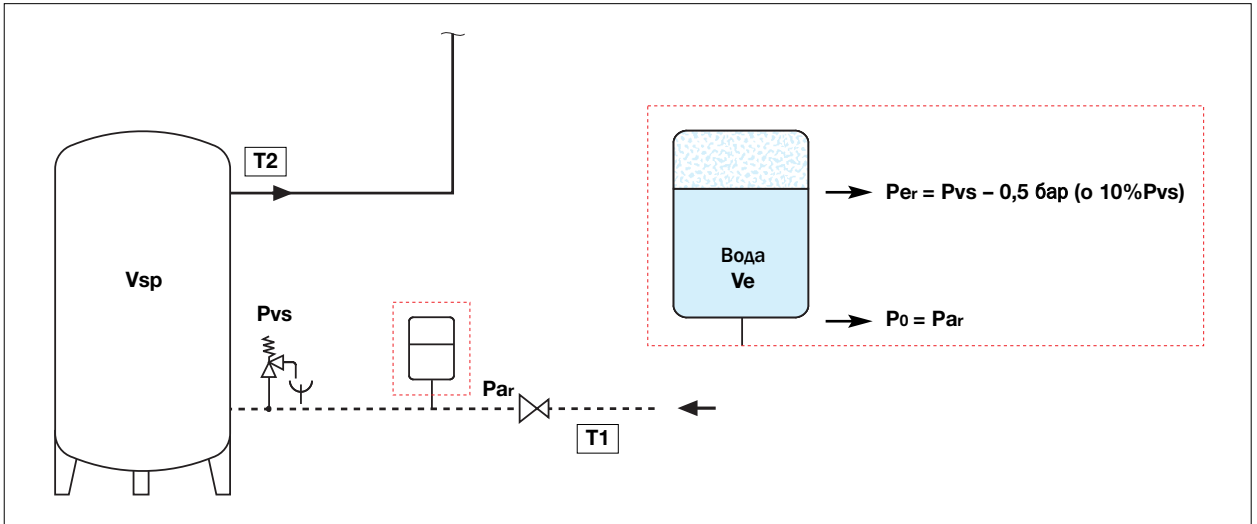 T2
Vsp
Pvs
Par
T1
Вода
Ve
Per = Pvs – 0,5 бар (о 10%Pvs)
P0 = Par